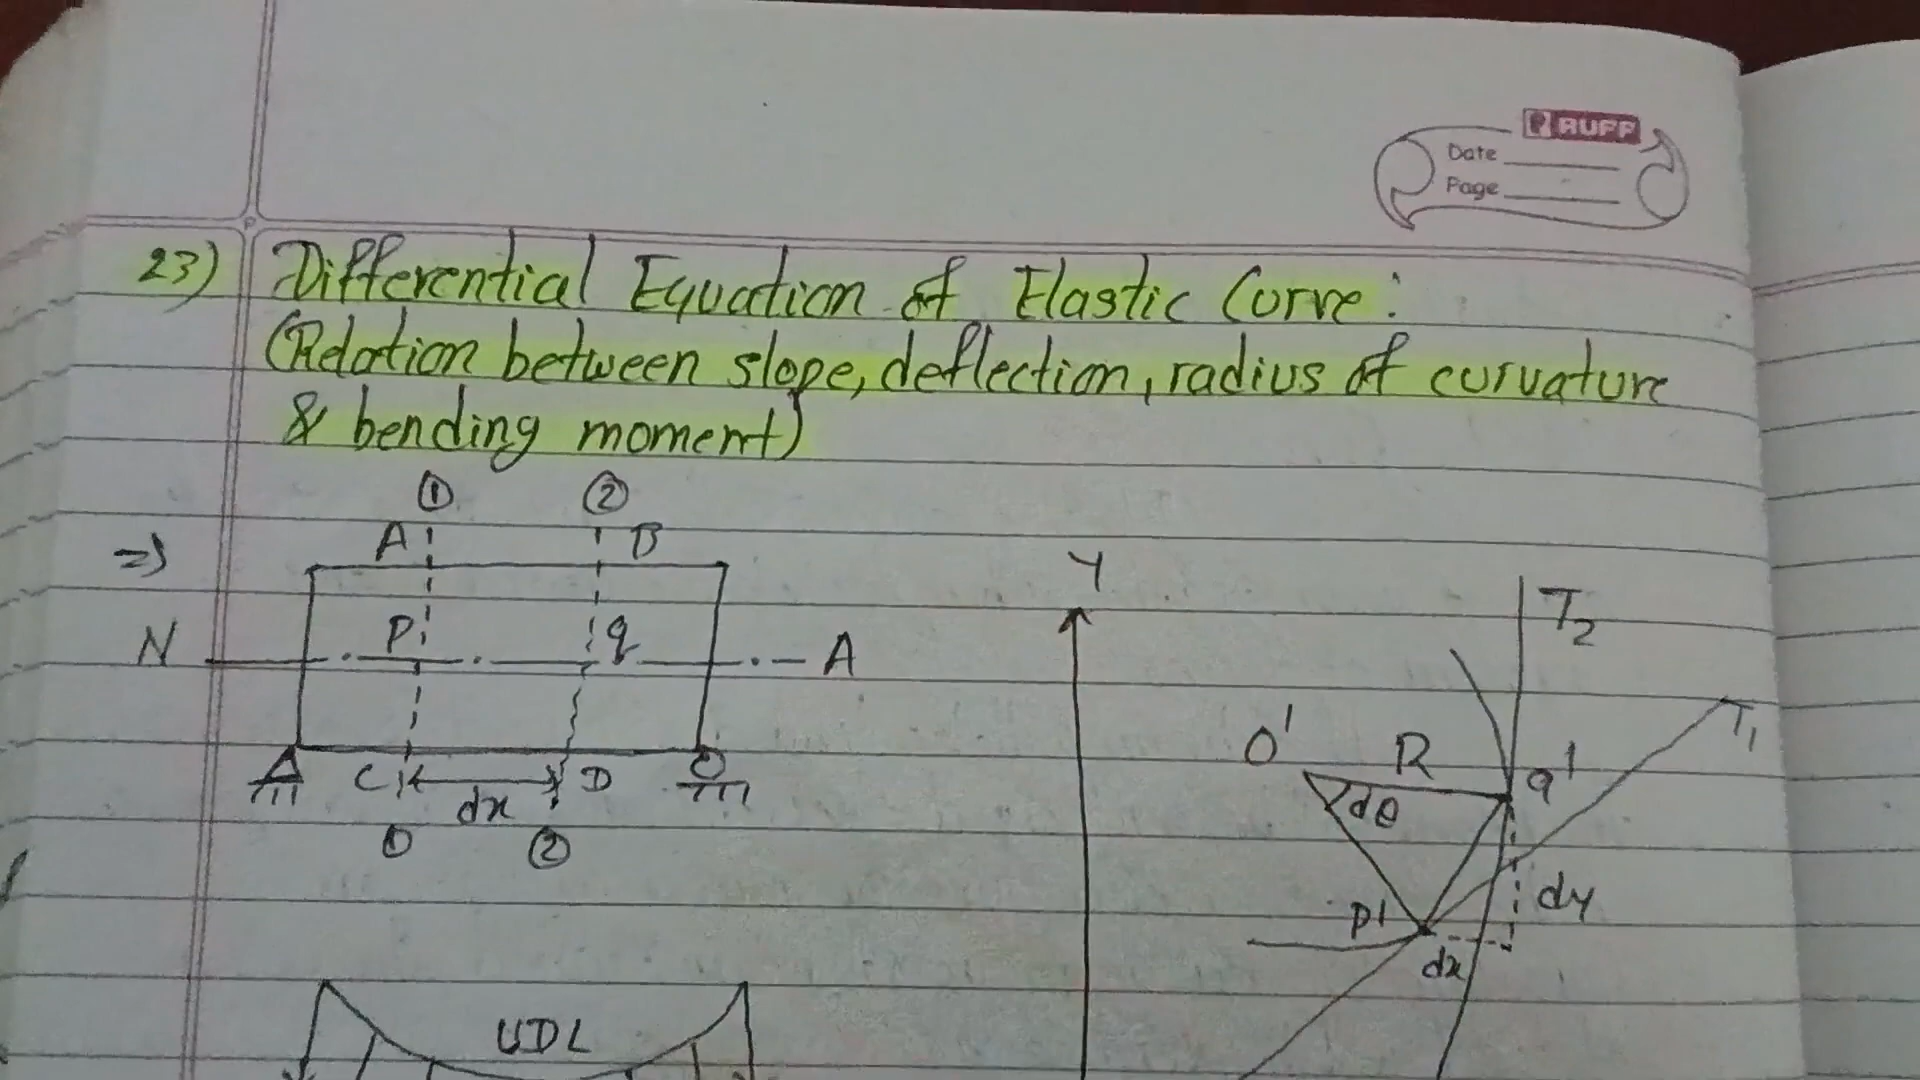 RUFF
Date
Page
23) Differential Equation of Elastic Curve:
(Relation between slope, deflection, radius of curvature
& bending moment)
① ②
A B
=>
P q
N A
C dx D
① ②
UDL
Y
T2
T1
O' R q'
dθ
P' dy
dx